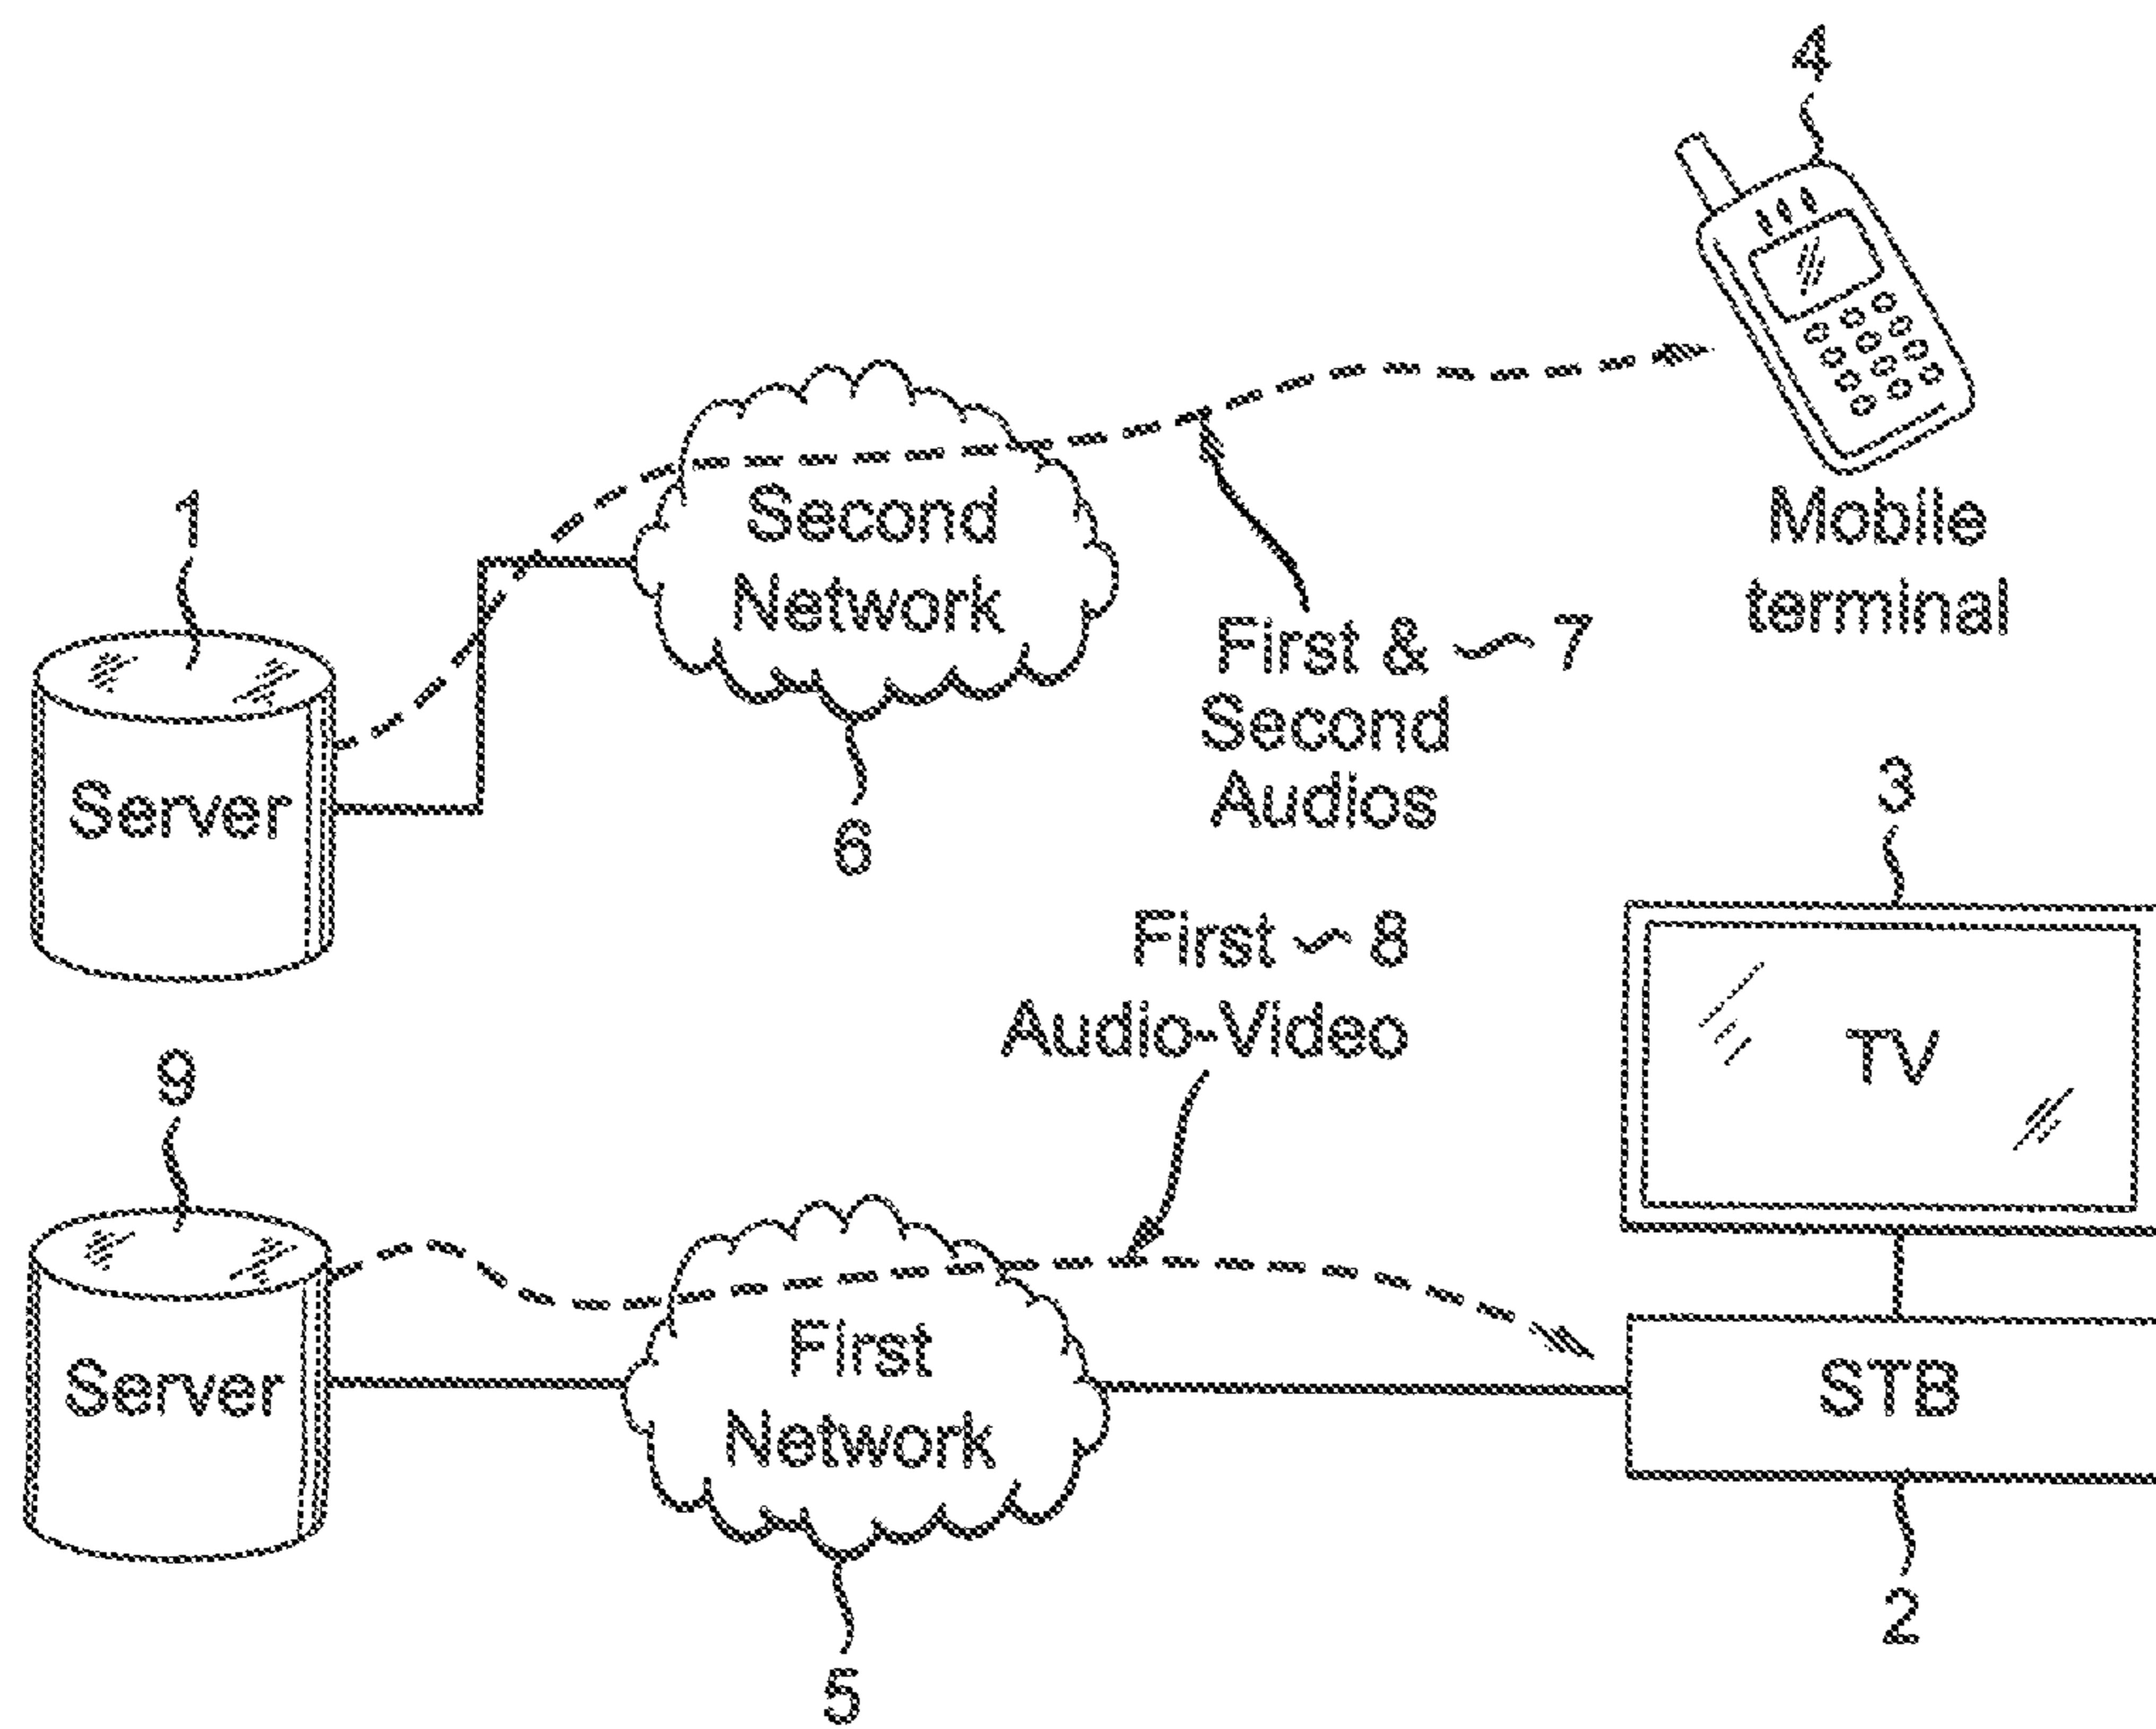 4
Mobile
terminal
1
Second
Network
First & 7
Second
Audios
Server
6
3
First 8
Audio-Video
TV
9
Server
First
Network
STB
5
2